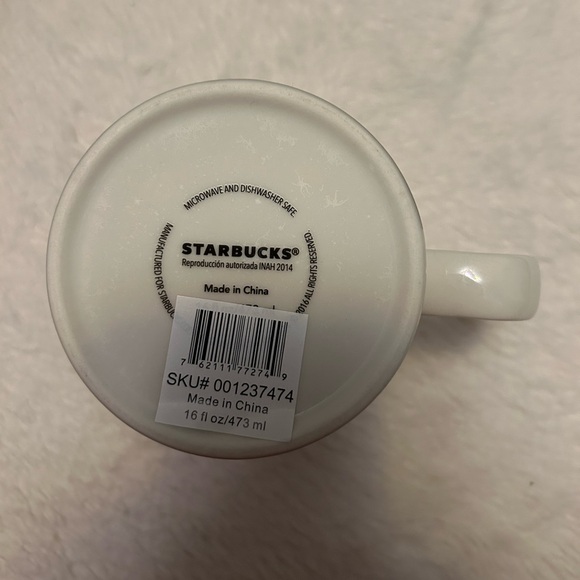 MICROWAVE AND DISHWASHER SAFE
STARBUCKS®
Reproducción autorizada INAH 2014
Made in China
MANUFACTURED FOR
2016 ALL RIGHTS RESERVED.
7 62111 77274 9
SKU# 001237474
Made in China
16 fl oz/473 ml